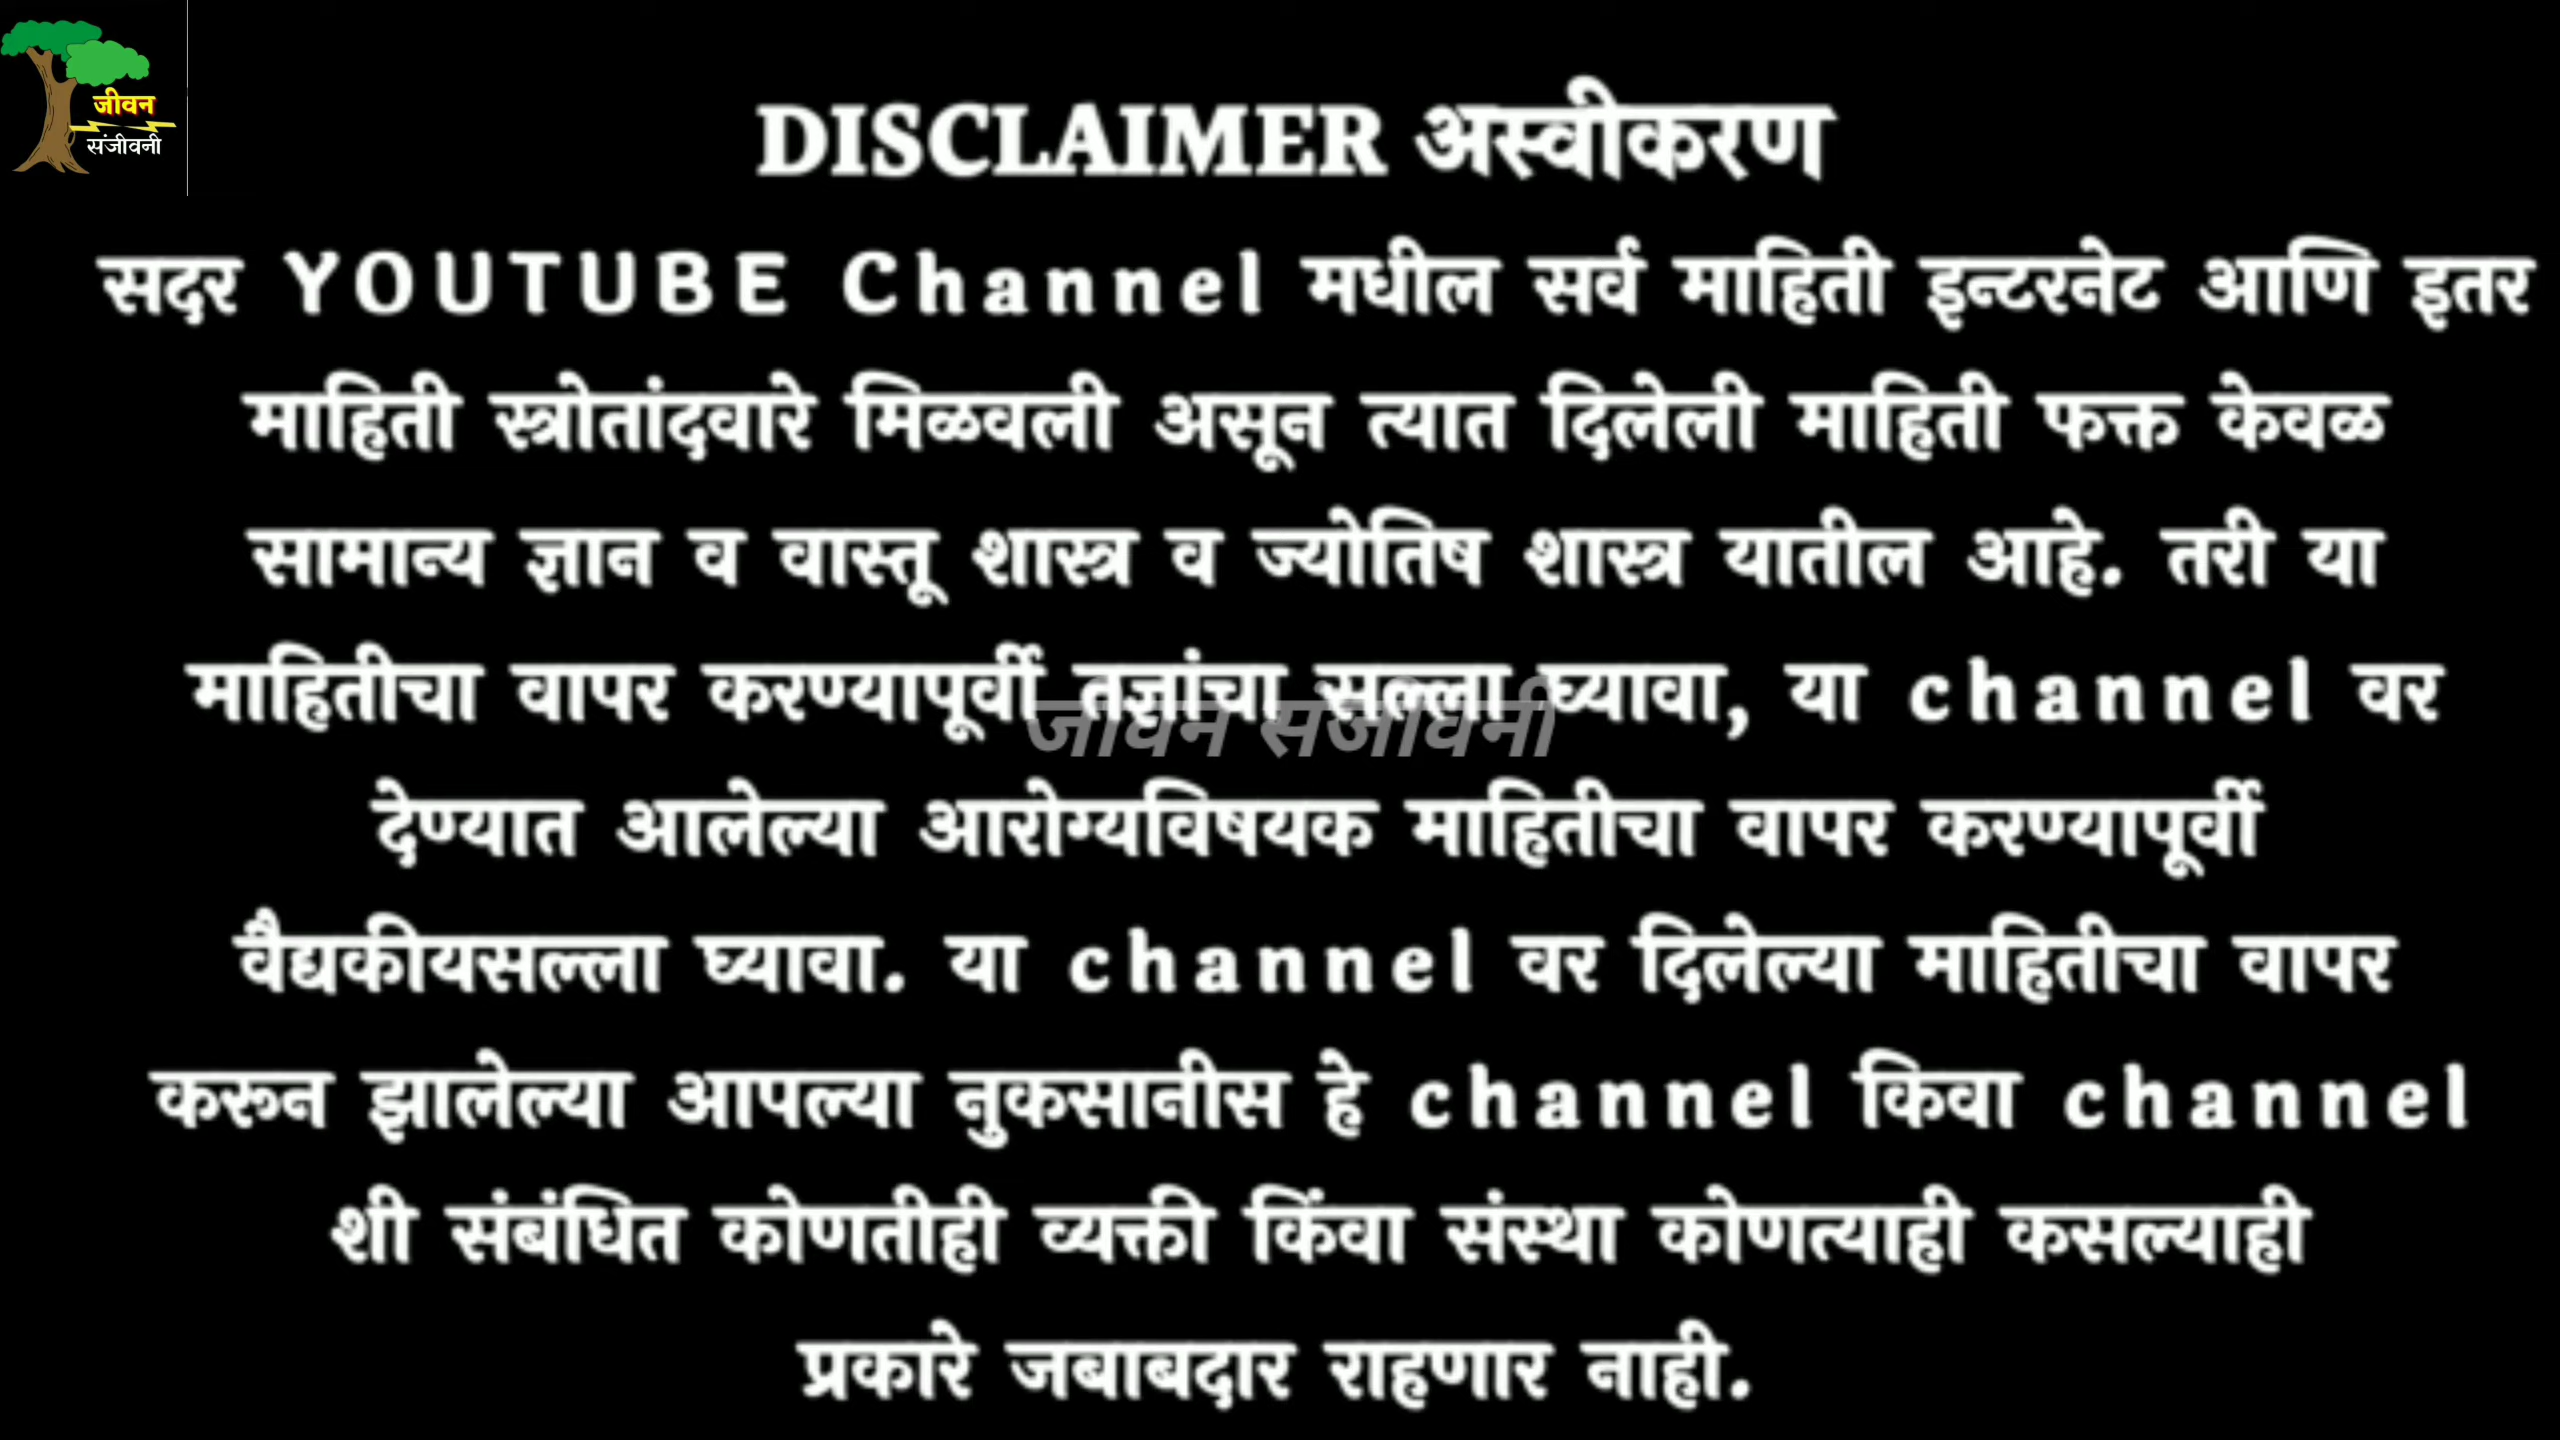 जीवन
संजीवनी
DISCLAIMER अस्वीकरण
सदर YOUTUBE Channel मधील सर्व माहिती इन्टरनेट आणि इतर
माहिती स्त्रोतांदवारे मिळवली असून त्यात दिलेली माहिती फक्त केवळ
सामान्य ज्ञान व वास्तू शास्त्र व ज्योतिष शास्त्र यातील आहे. तरी या
माहितीचा वापर करण्यापूर्वी तज्ञांचा सल्ला घ्यावा, या channel वर
जीवन संजीवनी
देण्यात आलेल्या आरोग्यविषयक माहितीचा वापर करण्यापूर्वी
वैद्यकीयसल्ला घ्यावा. या channel वर दिलेल्या माहितीचा वापर
करून झालेल्या आपल्या नुकसानीस हे channel किवा channel
शी संबंधित कोणतीही व्यक्ती किंवा संस्था कोणत्याही कसल्याही
प्रकारे जबाबदार राहणार नाही.